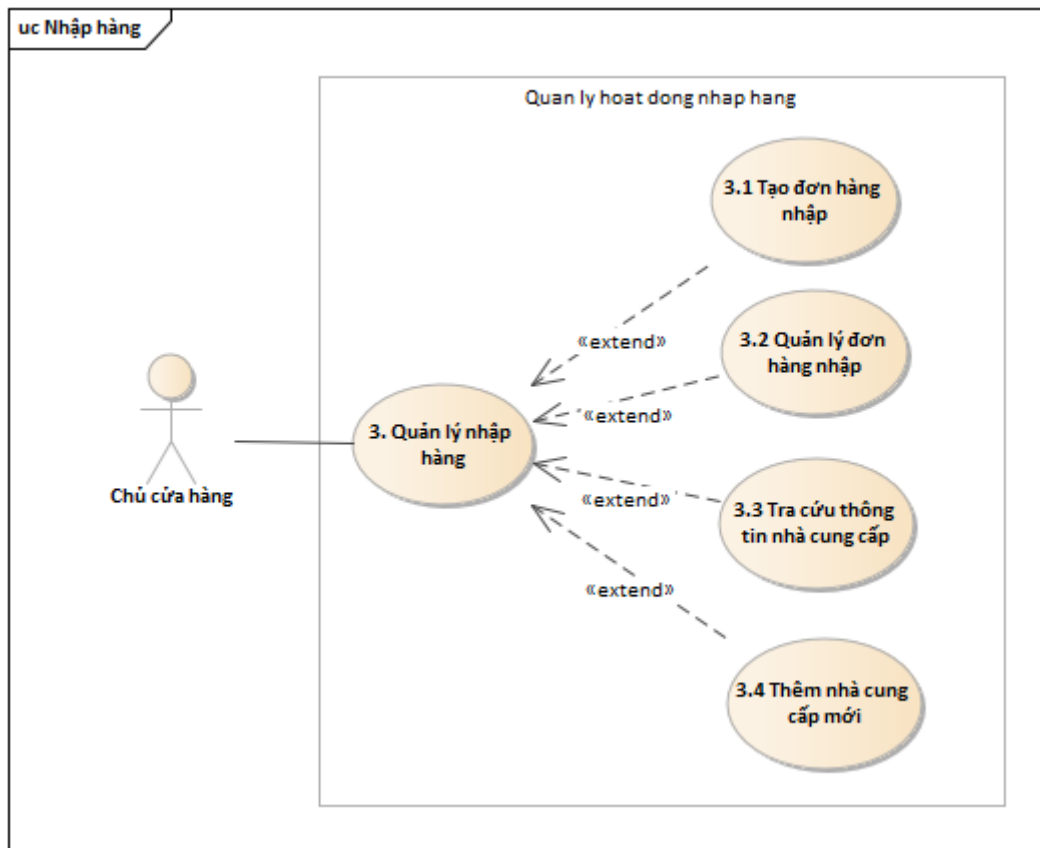 uc Nhập hàng
Quan ly hoat dong nhap hang
3.1 Tạo đơn hàng
nhập
«extend»
3.2 Quản lý đơn
hàng nhập
«extend»
3. Quản lý nhập
hàng
Chủ cửa hàng
«extend»
3.3 Tra cứu thông
tin nhà cung cấp
«extend»
3.4 Thêm nhà cung
cấp mới